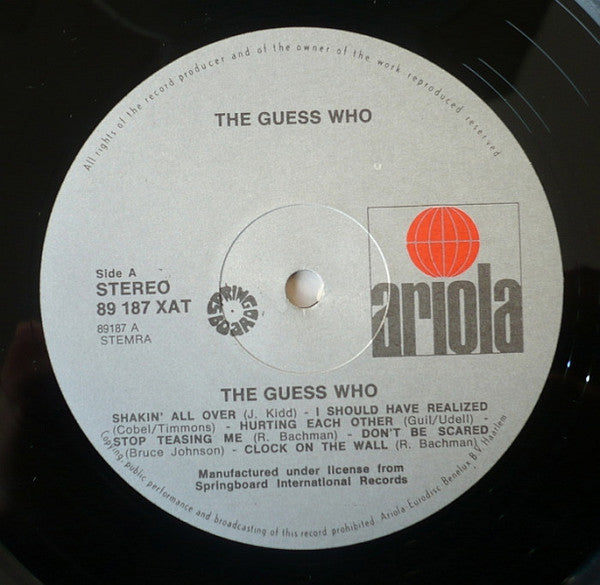 All rights of the record producer and of the owner of the work reproduced reserved
THE GUESS WHO
ariola
Side A
STEREO
89 187 XAT
89187 A
STEMRA
SPRINGBOARD
THE GUESS WHO
SHAKIN' ALL OVER (J. Kidd) - I SHOULD HAVE REALIZED
(Cobel/Timmons) - HURTING EACH OTHER (Guil/Udell) -
STOP TEASING ME (R. Bachman) - DON'T BE SCARED
(Bruce Johnson) - CLOCK ON THE WALL (R. Bachman)
Manufactured under license from
Springboard International Records
Copying, public performance and broadcasting of this record prohibited. Ariola Eurodisc Benelux B V Haarlem